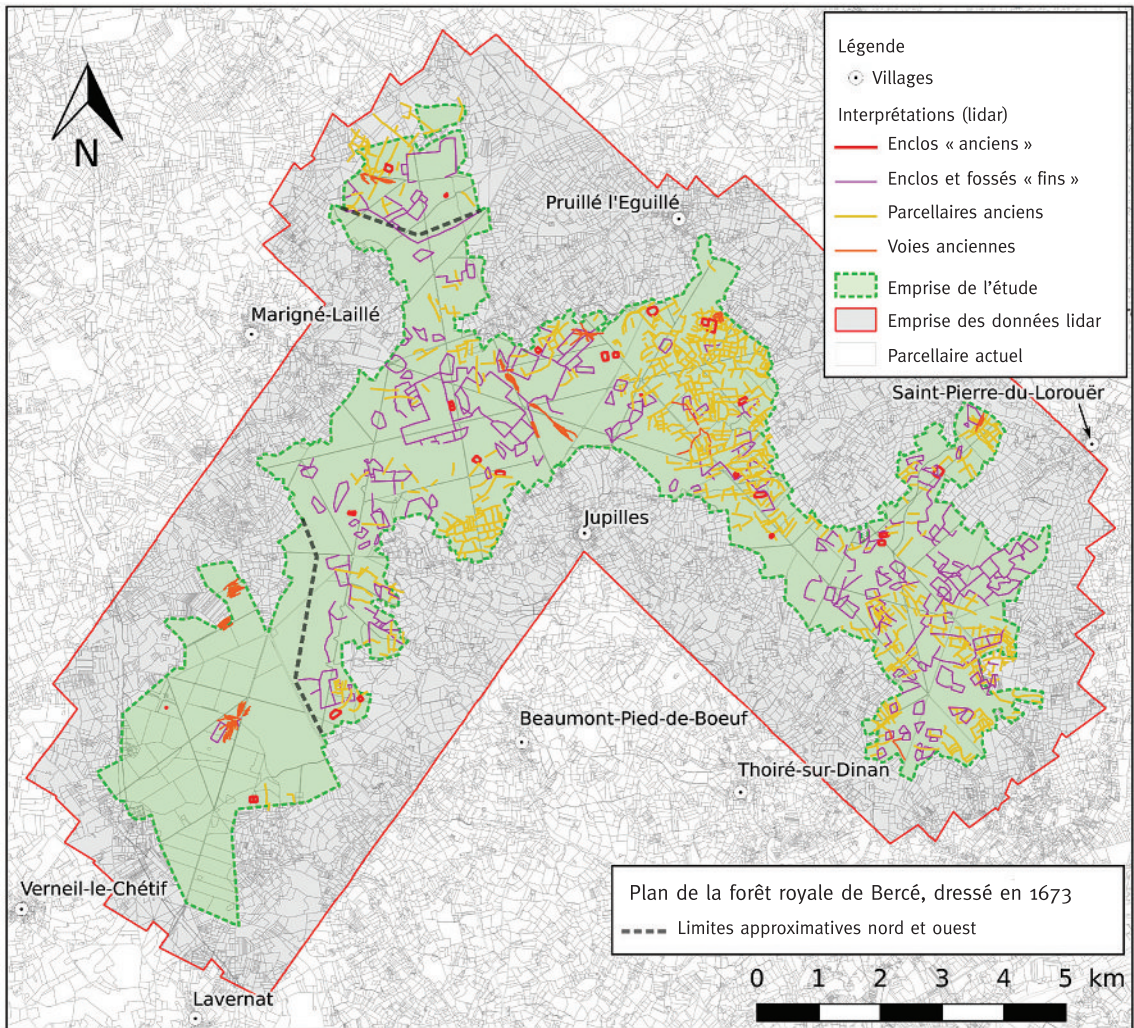 Légende
Villages
Interprétations (lidar)
Enclos « anciens »
Enclos et fossés « fins »
Parcellaires anciens
Voies anciennes
Emprise de l'étude
Emprise des données lidar
Parcellaire actuel
N
Pruillé l'Eguillé
Marigné-Laillé
Saint-Pierre-du-Lorouër
Jupilles
Beaumont-Pied-de-Boeuf
Thoiré-sur-Dinan
Verneil-le-Chétif
Lavernat
Plan de la forêt royale de Bercé, dressé en 1673
Limites approximatives nord et ouest
0 1 2 3 4 5 km